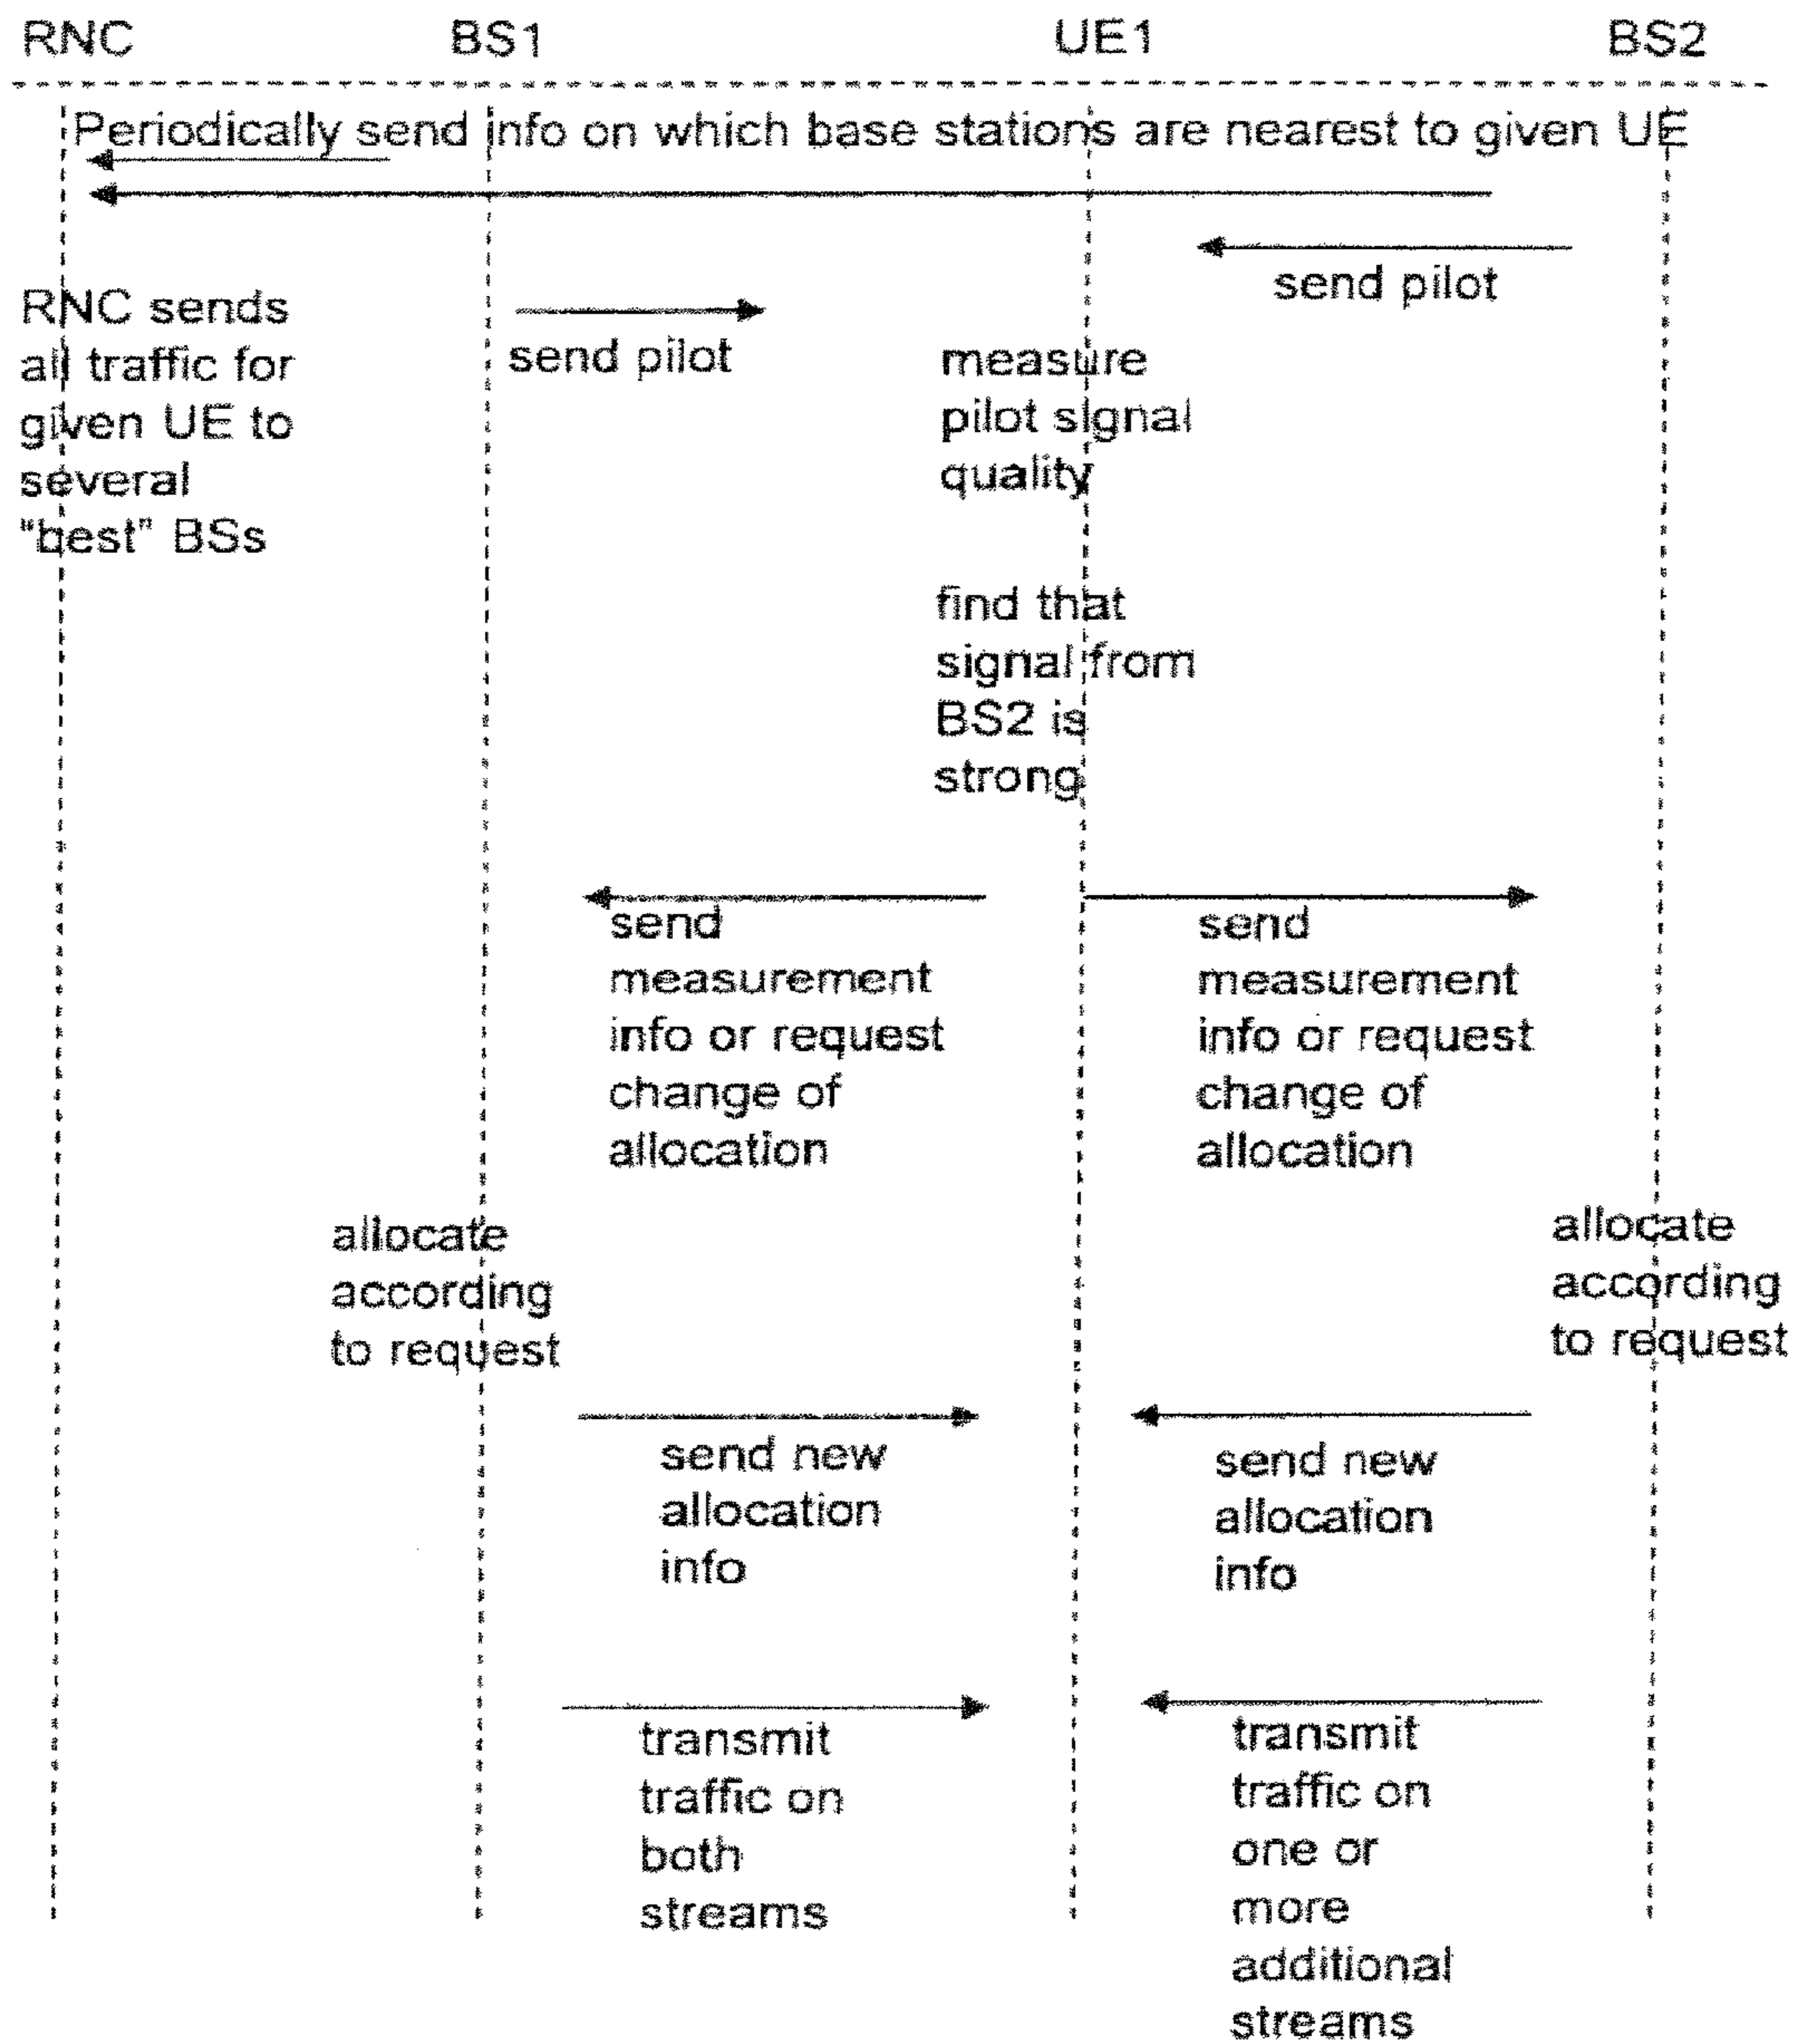 RNC BS1 UE1 BS2
Periodically send info on which base stations are nearest to given UE
send pilot
RNC sends
all traffic for
given UE to
several
"best" BSs
send pilot
measure
pilot signal
quality
find that
signal from
BS2 is
strong
send
measurement
info or request
change of
allocation
send
measurement
info or request
change of
allocation
allocate
according
to request
allocate
according
to request
send new
allocation
info
send new
allocation
info
transmit
traffic on
both
streams
transmit
traffic on
one or
more
additional
streams